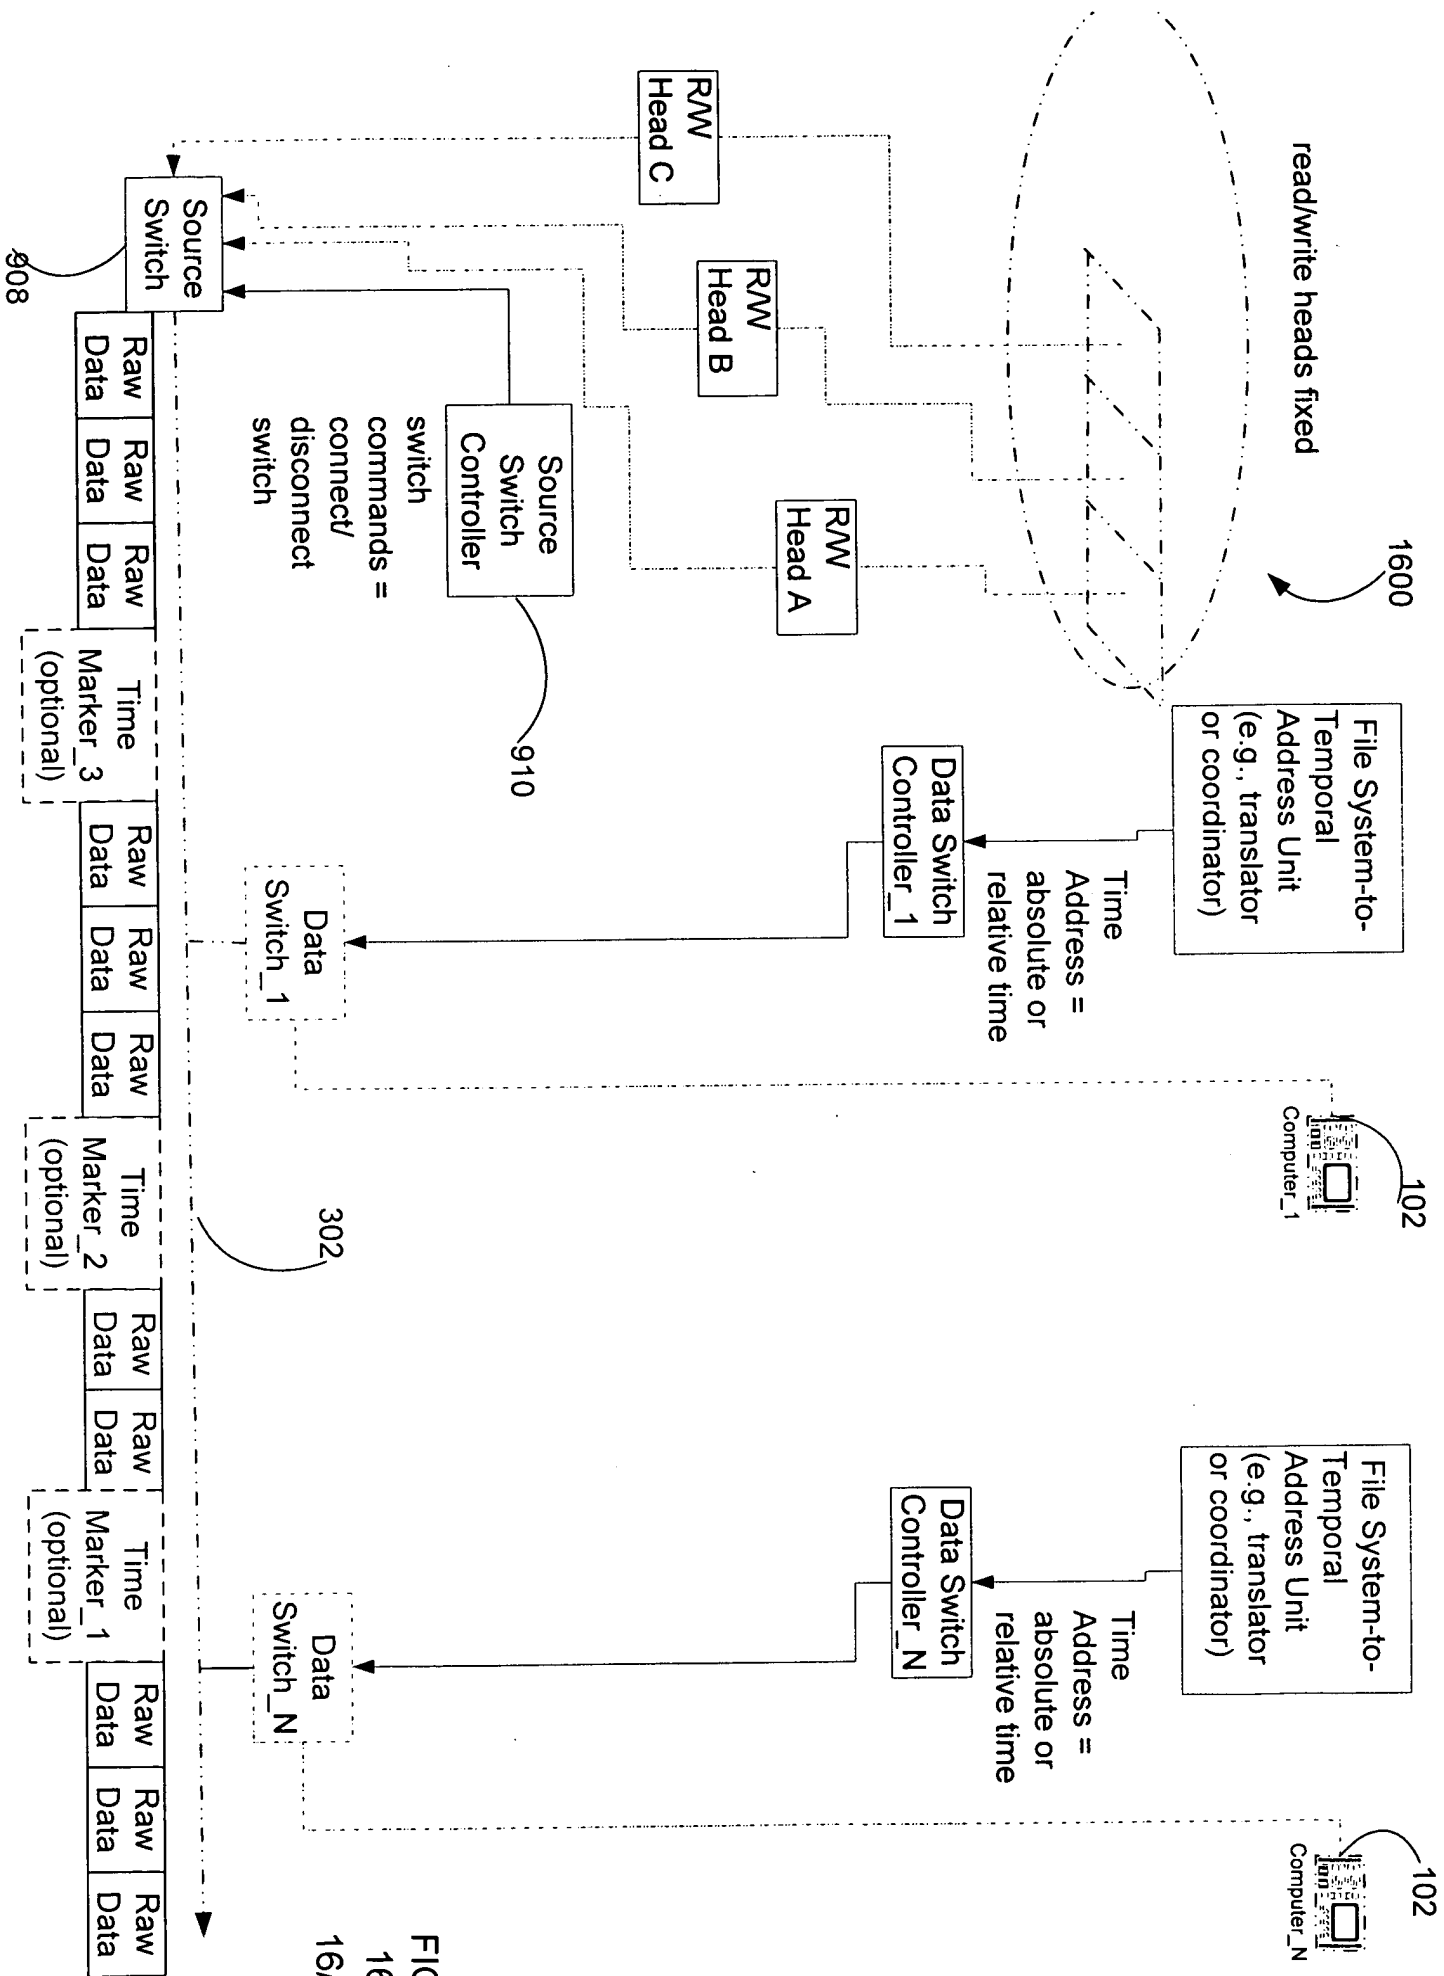 read/write heads fixed
1600
R/W
Head C
R/W
Head B
R/W
Head A
Source
Switch
908
Source
Switch
Controller
910
switch
commands =
connect/
disconnect
switch
File System-to-
Temporal
Address Unit
(e.g., translator
or coordinator)
Time
Address =
absolute or
relative time
Data Switch
Controller_1
Data
Switch_1
102
Computer_1
302
File System-to-
Temporal
Address Unit
(e.g., translator
or coordinator)
Time
Address =
absolute or
relative time
Data Switch
Controller_N
Data
Switch_N
102
Computer_N
Raw
Data
Raw
Data
Raw
Data
Time
Marker_3
(optional)
Raw
Data
Raw
Data
Raw
Data
Time
Marker_2
(optional)
Raw
Data
Raw
Data
Time
Marker_1
(optional)
Raw
Data
Raw
Data
Raw
Data